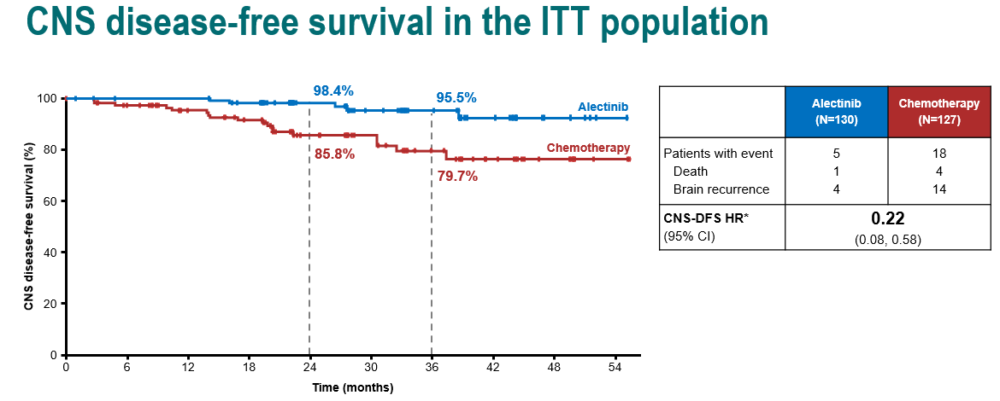 CNS disease-free survival in the ITT population
CNS disease-free survival (%)
100
80
60
40
20
0
98.4%
95.5%
Alectinib
Chemotherapy
85.8%
79.7%
0 6 12 18 24 30 36 42 48 54
Time (months)
Alectinib Chemotherapy
(N=130) (N=127)
Patients with event 5 18
Death 1 4
Brain recurrence 4 14
CNS-DFS HR* 0.22
(95% CI) (0.08, 0.58)